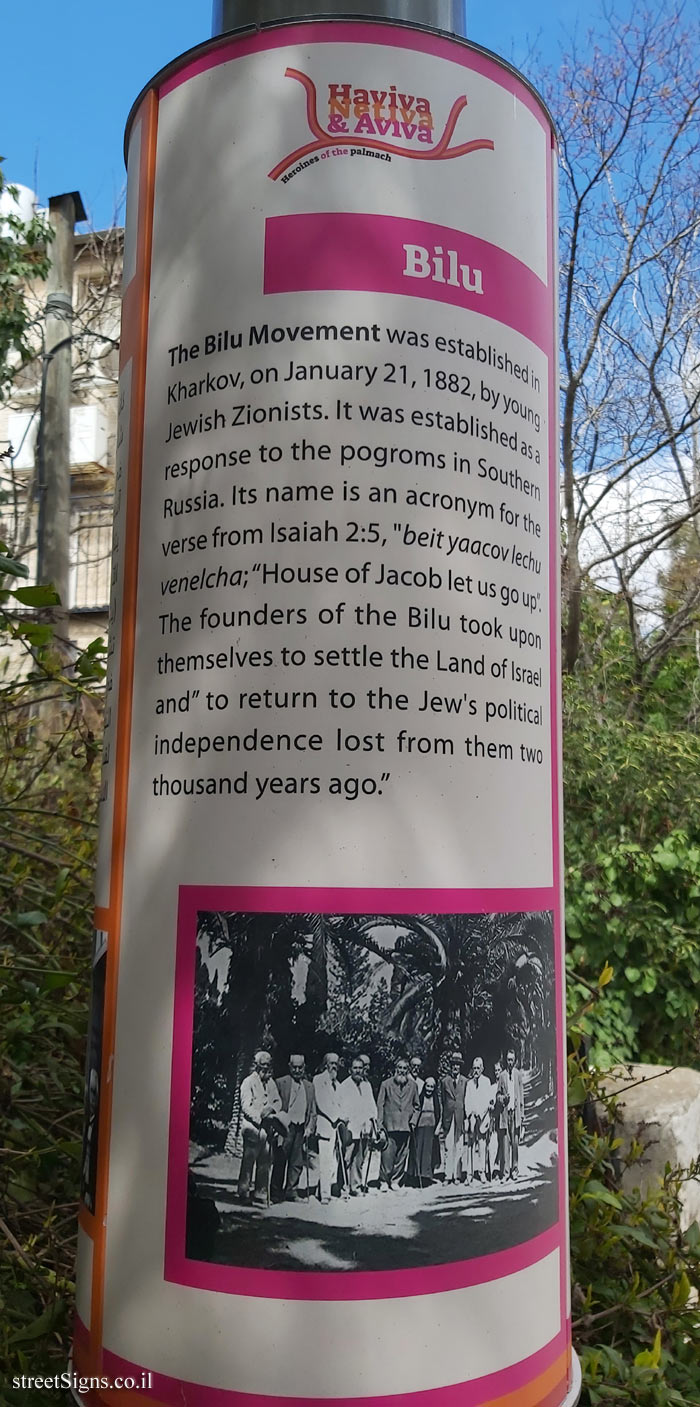 Haviva
Netiva
& Aviva
Heroines of the palmach
Bilu
The Bilu Movement was established in
Kharkov, on January 21, 1882, by young
Jewish Zionists. It was established as a
response to the pogroms in Southern
Russia. Its name is an acronym for the
verse from Isaiah 2:5, "beit yaacov lechu
venelcha; “House of Jacob let us go up”.
The founders of the Bilu took upon
themselves to settle the Land of Israel
and” to return to the Jew's political
independence lost from them two
thousand years ago.”
streetSigns.co.il